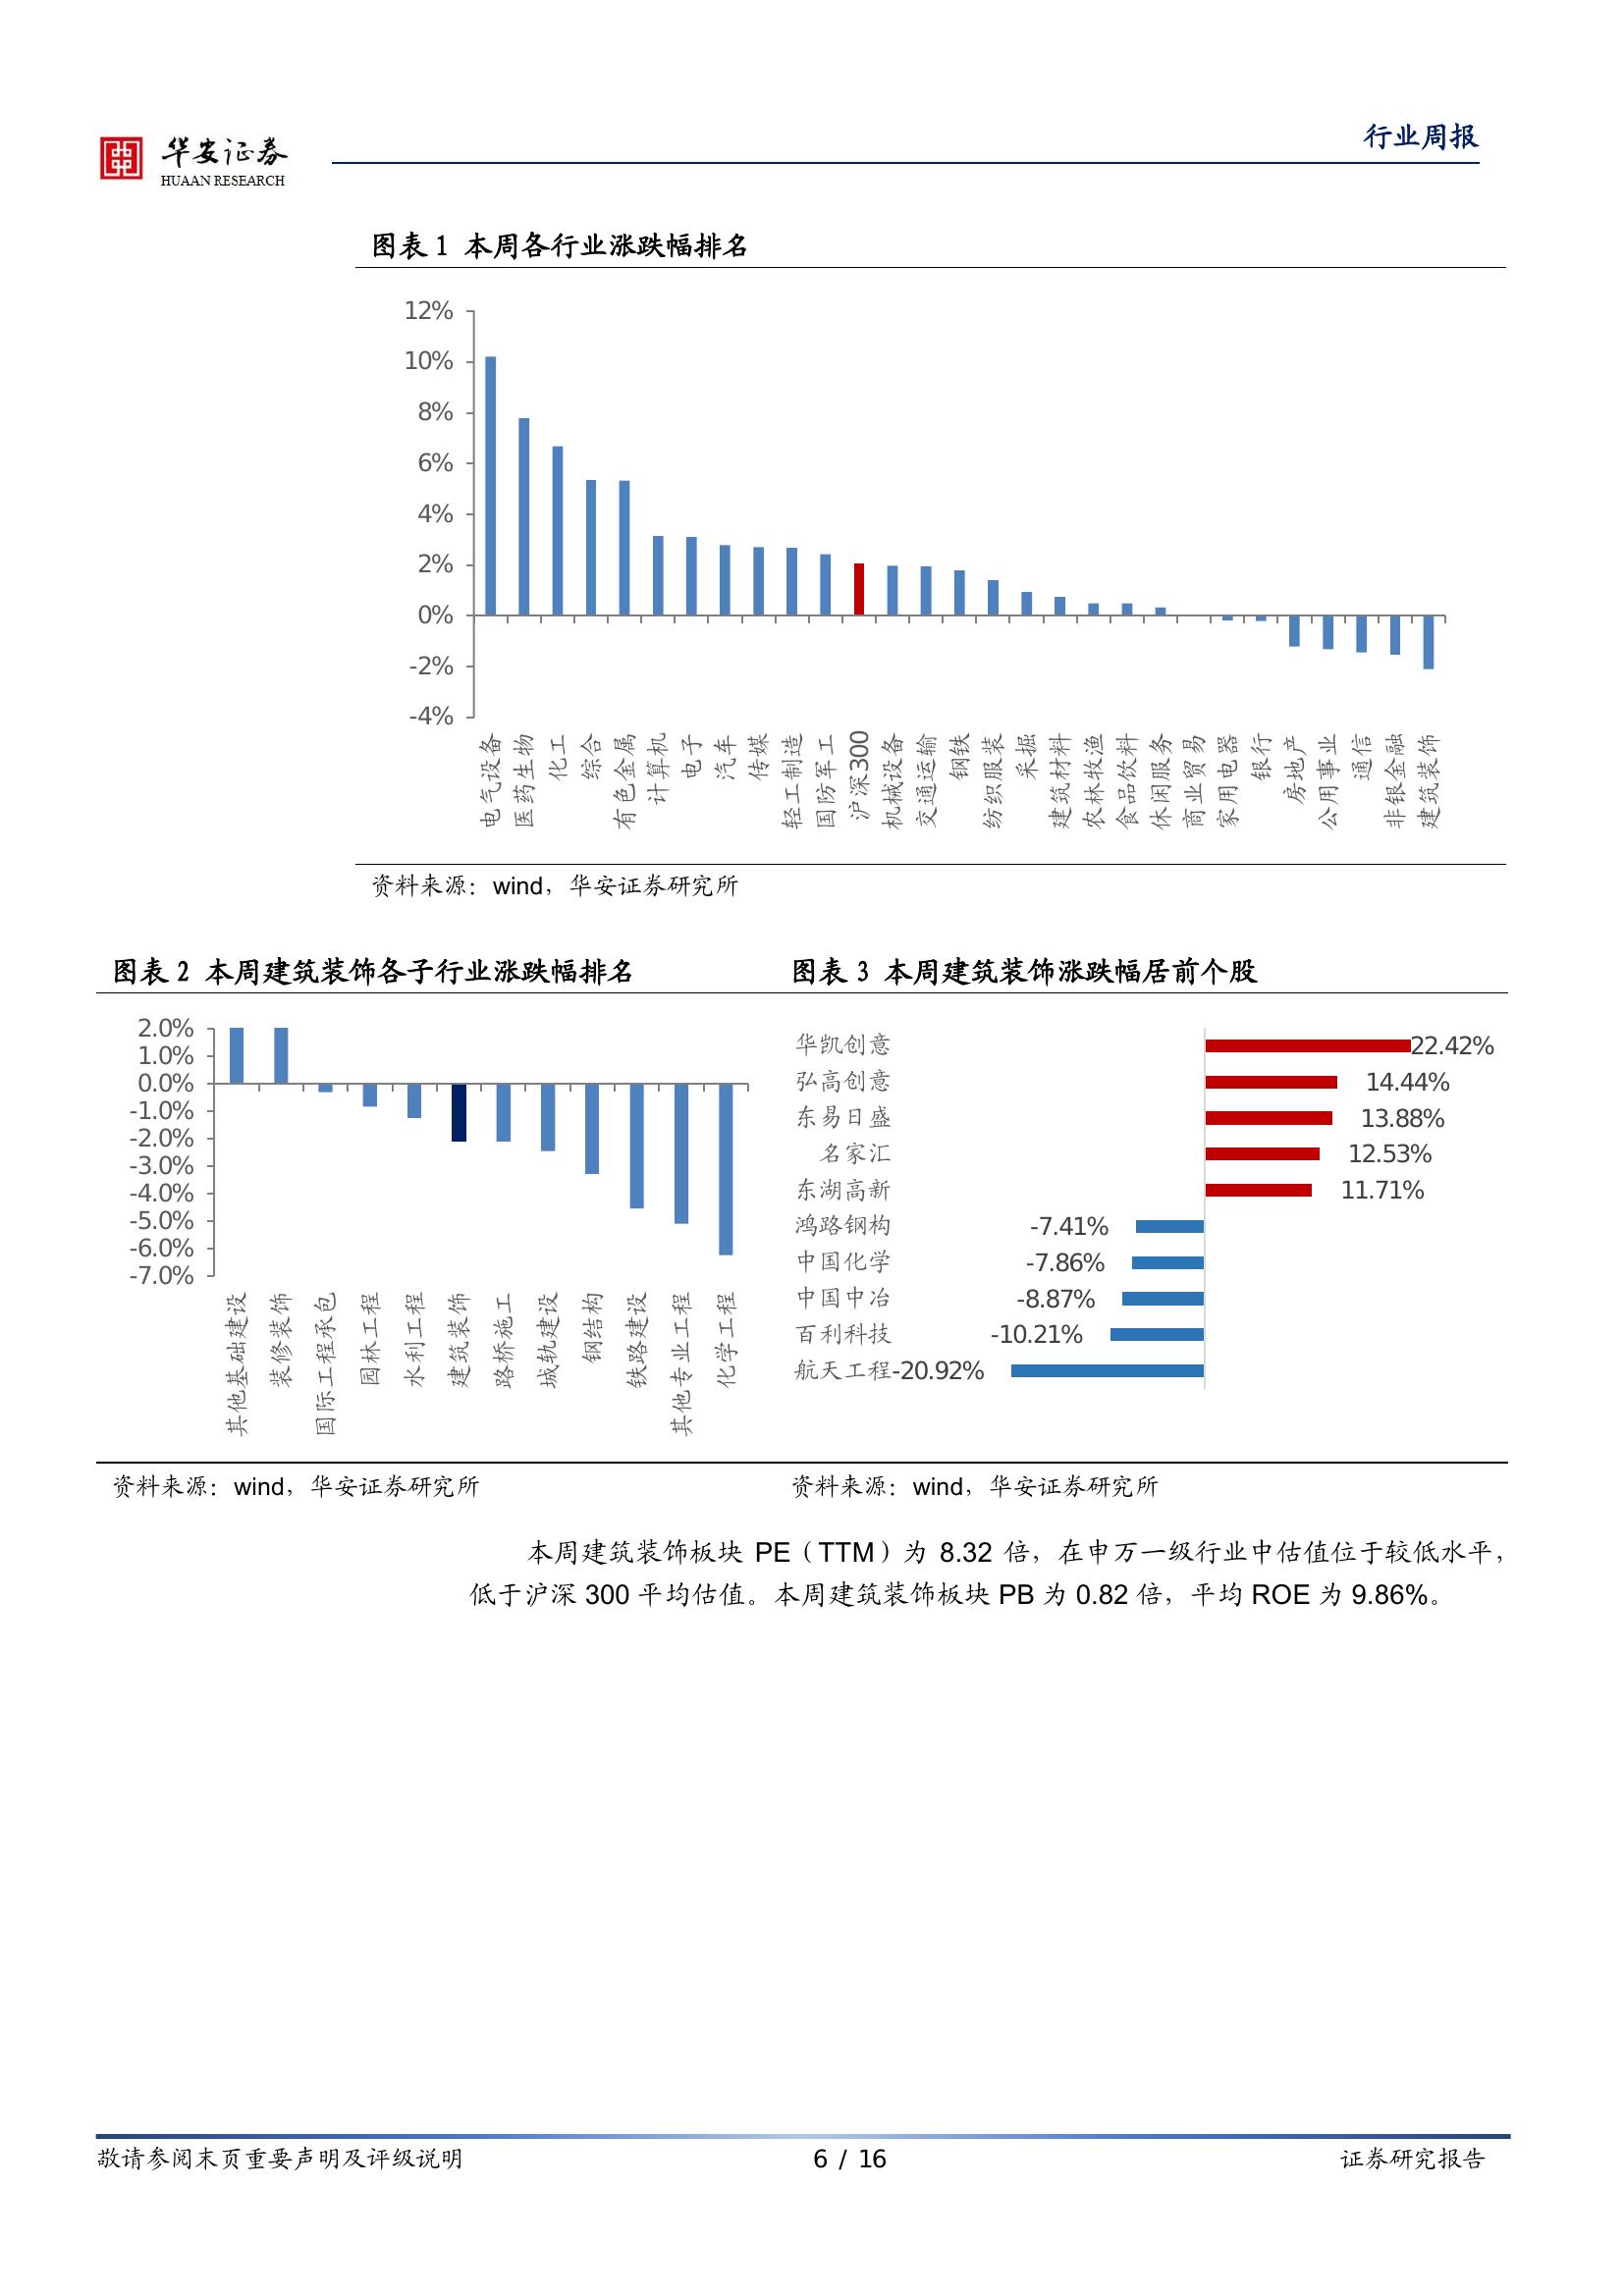 华安证券
HUAAN RESEARCH
行业周报
图表 1 本周各行业涨跌幅排名
12%
10%
8%
6%
4%
2%
0%
-2%
-4%
电气设备
医药生物
化工
综合
有色金属
计算机
电子
汽车
传媒
轻工制造
国防军工
沪深300
机械设备
交通运输
钢铁
纺织服装
采掘
建筑材料
农林牧渔
食品饮料
休闲服务
商业贸易
家用电器
银行
房地产
公用事业
通信
非银金融
建筑装饰
资料来源：wind，华安证券研究所
图表 2 本周建筑装饰各子行业涨跌幅排名
2.0%
1.0%
0.0%
-1.0%
-2.0%
-3.0%
-4.0%
-5.0%
-6.0%
-7.0%
其他基础建设
装修装饰
国际工程承包
园林工程
水利工程
建筑装饰
路桥施工
城轨建设
钢结构
铁路建设
其他专业工程
化学工程
资料来源：wind，华安证券研究所
图表 3 本周建筑装饰涨跌幅居前个股
华凯创意 22.42%
弘高创意 14.44%
东易日盛 13.88%
名家汇 12.53%
东湖高新 11.71%
鸿路钢构 -7.41%
中国化学 -7.86%
中国中冶 -8.87%
百利科技 -10.21%
航天工程 -20.92%
资料来源：wind，华安证券研究所
本周建筑装饰板块 PE（TTM）为 8.32 倍，在申万一级行业中估值位于较低水平，
低于沪深 300 平均估值。本周建筑装饰板块 PB 为 0.82 倍，平均 ROE 为 9.86%。
敬请参阅末页重要声明及评级说明
6 / 16
证券研究报告